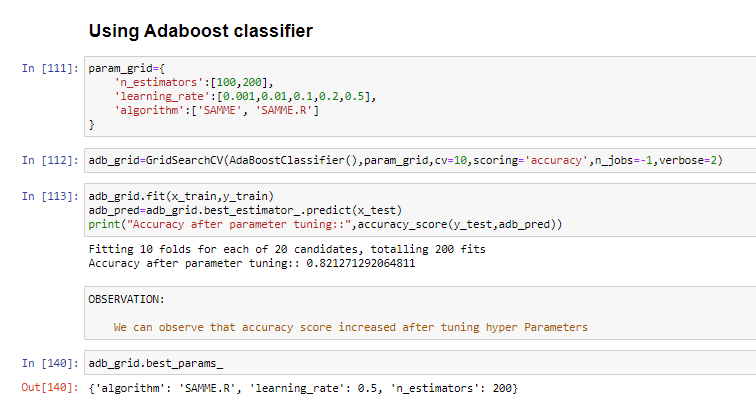 Using Adaboost classifier
In [111]: param_grid={
'n_estimators':[100,200],
'learning_rate':[0.001,0.01,0.1,0.2,0.5],
'algorithm':['SAMME', 'SAMME.R']
}
In [112]: adb_grid=GridSearchCV(AdaBoostClassifier(),param_grid,cv=10,scoring='accuracy',n_jobs=-1,verbose=2)
In [113]: adb_grid.fit(x_train,y_train)
adb_pred=adb_grid.best_estimator_.predict(x_test)
print("Accuracy after parameter tuning::",accuracy_score(y_test,adb_pred))
Fitting 10 folds for each of 20 candidates, totalling 200 fits
Accuracy after parameter tuning:: 0.821271292064811
OBSERVATION:
We can observe that accuracy score increased after tuning hyper Parameters
In [140]: adb_grid.best_params_
Out[140]: {'algorithm': 'SAMME.R', 'learning_rate': 0.5, 'n_estimators': 200}